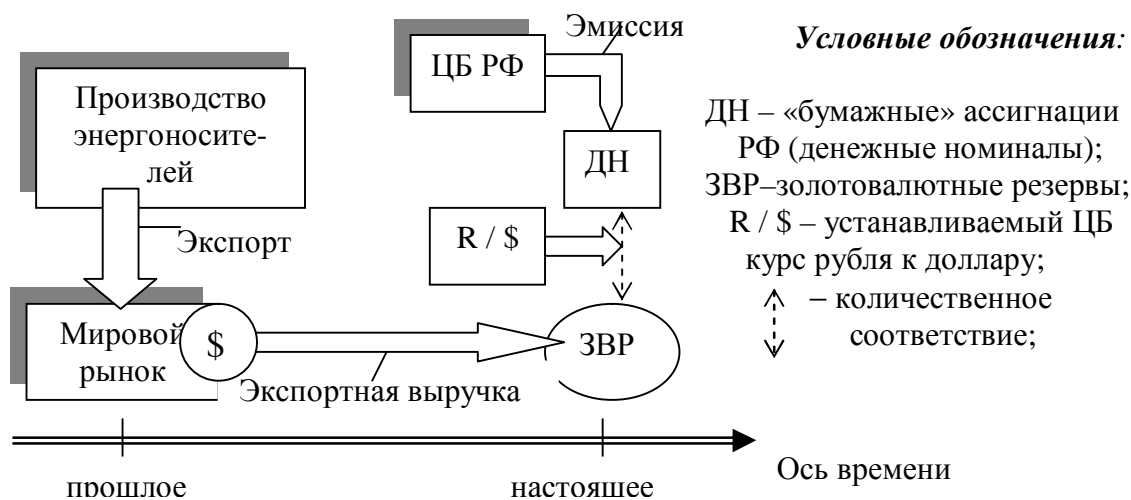 Эмиссия
Условные обозначения:
ЦБ РФ
Производство
энергоносите-
лей
ДН – «бумажные» ассигнации
РФ (денежные номиналы);
ДН
ЗВР–золотовалютные резервы;
R / $ – устанавливаемый ЦБ
курс рубля к доллару;
R / $
Экспорт
– количественное
соответствие;
Мировой
рынок
$
ЗВР
Экспортная выручка
Ось времени
прошлое
настоящее